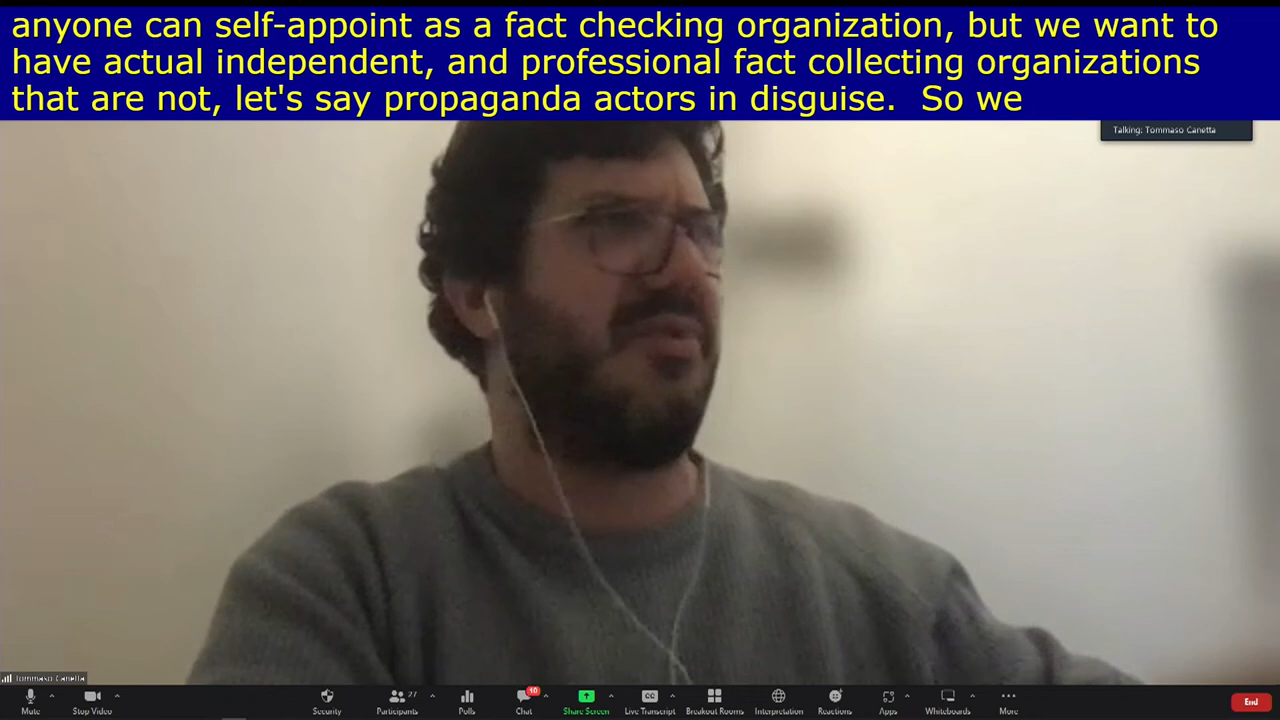 anyone can self-appoint as a fact checking organization, but we want to
have actual independent, and professional fact collecting organizations
that are not, let's say propaganda actors in disguise. So we
Talking: Tommaso Canetta
Tommaso Canetta
27
10
Mute
Stop Video
Security
Participants
Polls
Chat
Share Screen
Live Transcript
Breakout Rooms
Interpretation
Reactions
Apps
Whiteboards
More
End